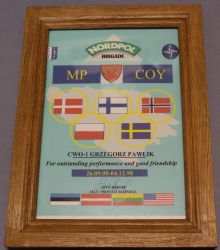 NORDPOL
BRIGADE
MP COY
CWO-1 GRZEGORZ PAWLIK
For outstanding performance and good friendship
26.09.98-04.12.98